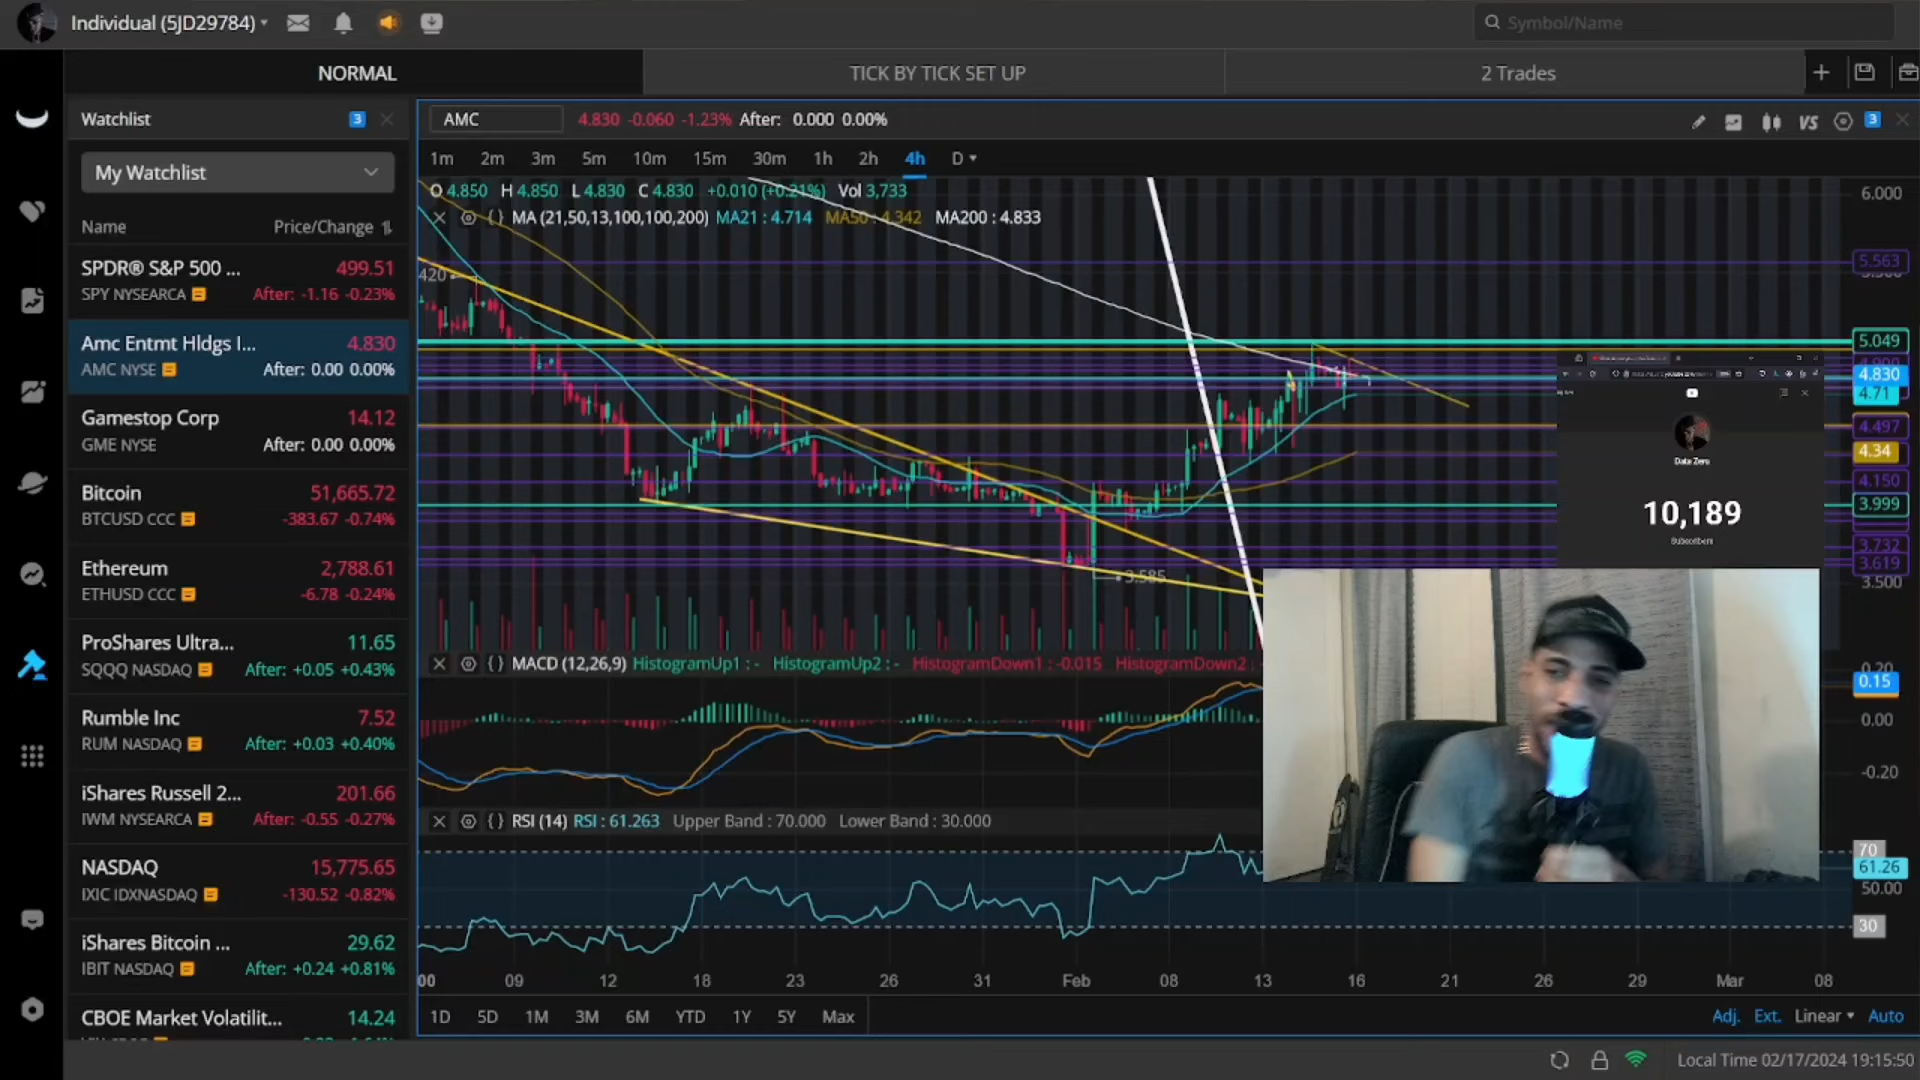 Individual (5JD29784)
Symbol/Name
NORMAL
TICK BY TICK SET UP
2 Trades
Watchlist
3
My Watchlist
Name Price/Change
SPDR® S&P 500 ... 499.51
SPY NYSEARCA After: -1.16 -0.23%
Amc Entmt Hldgs I... 4.830
AMC NYSE After: 0.00 0.00%
Gamestop Corp 14.12
GME NYSE After: 0.00 0.00%
Bitcoin 51,665.72
BTCUSD CCC -383.67 -0.74%
Ethereum 2,788.61
ETHUSD CCC -6.78 -0.24%
ProShares Ultra... 11.65
SQQQ NASDAQ After: +0.05 +0.43%
Rumble Inc 7.52
RUM NASDAQ After: +0.03 +0.40%
iShares Russell 2... 201.66
IWM NYSEARCA After: -0.55 -0.27%
NASDAQ 15,775.65
IXIC IDXNASDAQ -130.52 -0.82%
iShares Bitcoin ... 29.62
IBIT NASDAQ After: +0.24 +0.81%
CBOE Market Volatilit... 14.24
AMC 4.830 -0.060 -1.23% After: 0.000 0.00%
VS
3
1m 2m 3m 5m 10m 15m 30m 1h 2h 4h D
O 4.850 H 4.850 L 4.830 C 4.830 +0.010 (+0.21%) Vol 3,733
MA (21,50,13,100,100,200) MA21 : 4.714 MA50 : 4.342 MA200 : 4.833
420
3.585
6.000
5.563
5.049
4.830
4.71
4.497
4.34
4.150
3.999
3.732
3.619
3.500
Data Zero
10,189
Subscribers
MACD (12,26,9) HistogramUp1 : - HistogramUp2 : - HistogramDown1 : -0.015 HistogramDown2 :
0.20
0.15
0.00
-0.20
RSI (14) RSI : 61.263 Upper Band : 70.000 Lower Band : 30.000
70
61.26
50.00
30
00 09 12 18 23 26 31 Feb 08 13 16 21 26 29 Mar 08
1D 5D 1M 3M 6M YTD 1Y 5Y Max
Adj. Ext. Linear Auto
Local Time 02/17/2024 19:15:50